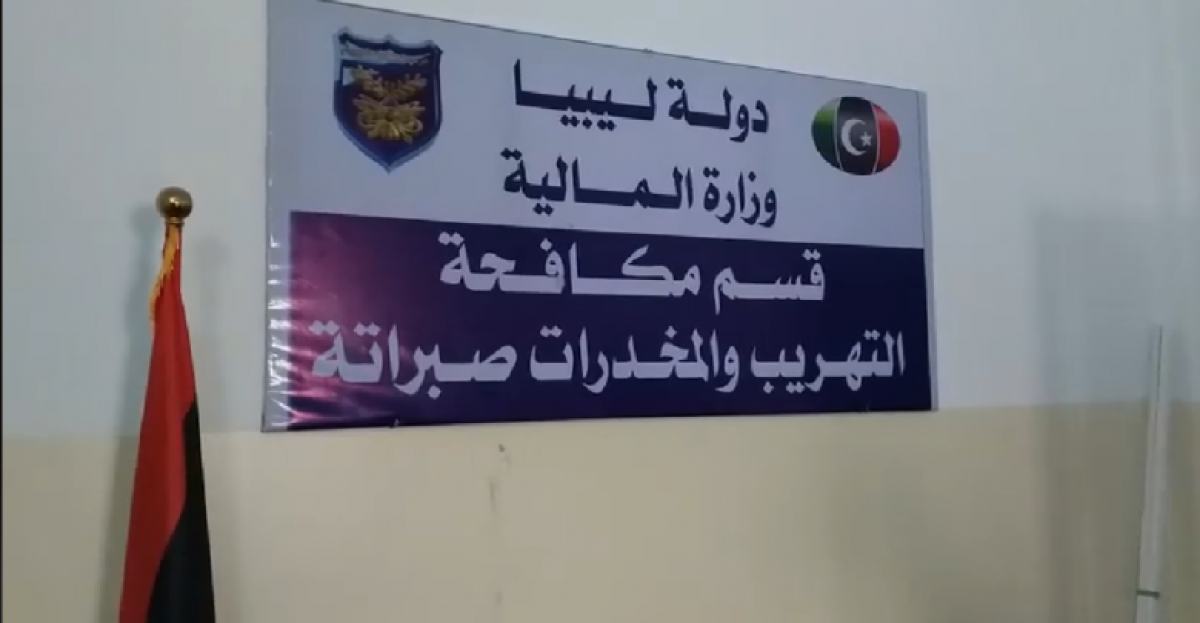 دولة ليبيا
وزارة المالية
قسم مكافحة
التهريب والمخدرات صبراتة